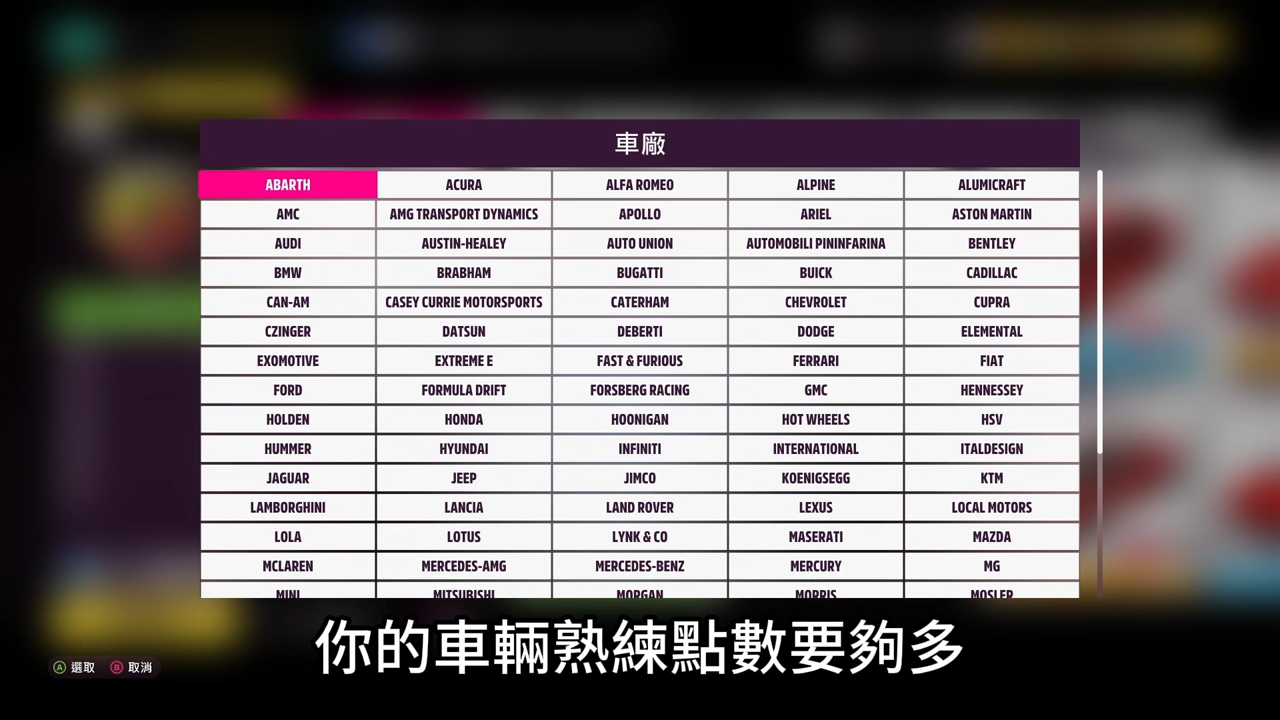 車廠
ABARTH ACURA ALFA ROMEO ALPINE ALUMICRAFT
AMC AMG TRANSPORT DYNAMICS APOLLO ARIEL ASTON MARTIN
AUDI AUSTIN-HEALEY AUTO UNION AUTOMOBILI PININFARINA BENTLEY
BMW BRABHAM BUGATTI BUICK CADILLAC
CAN-AM CASEY CURRIE MOTORSPORTS CATERHAM CHEVROLET CUPRA
CZINGER DATSUN DEBERTI DODGE ELEMENTAL
EXOMOTIVE EXTREME E FAST & FURIOUS FERRARI FIAT
FORD FORMULA DRIFT FORSBERG RACING GMC HENNESSEY
HOLDEN HONDA HOONIGAN HOT WHEELS HSV
HUMMER HYUNDAI INFINITI INTERNATIONAL ITALDESIGN
JAGUAR JEEP JIMCO KOENIGSEGG KTM
LAMBORGHINI LANCIA LAND ROVER LEXUS LOCAL MOTORS
LOLA LOTUS LYNK & CO MASERATI MAZDA
MCLAREN MERCEDES-AMG MERCEDES-BENZ MERCURY MG
MINI MITSUBISHI MORGAN MORRIS MOSLER
你的車輛熟練點數要夠多
A 選取 B 取消